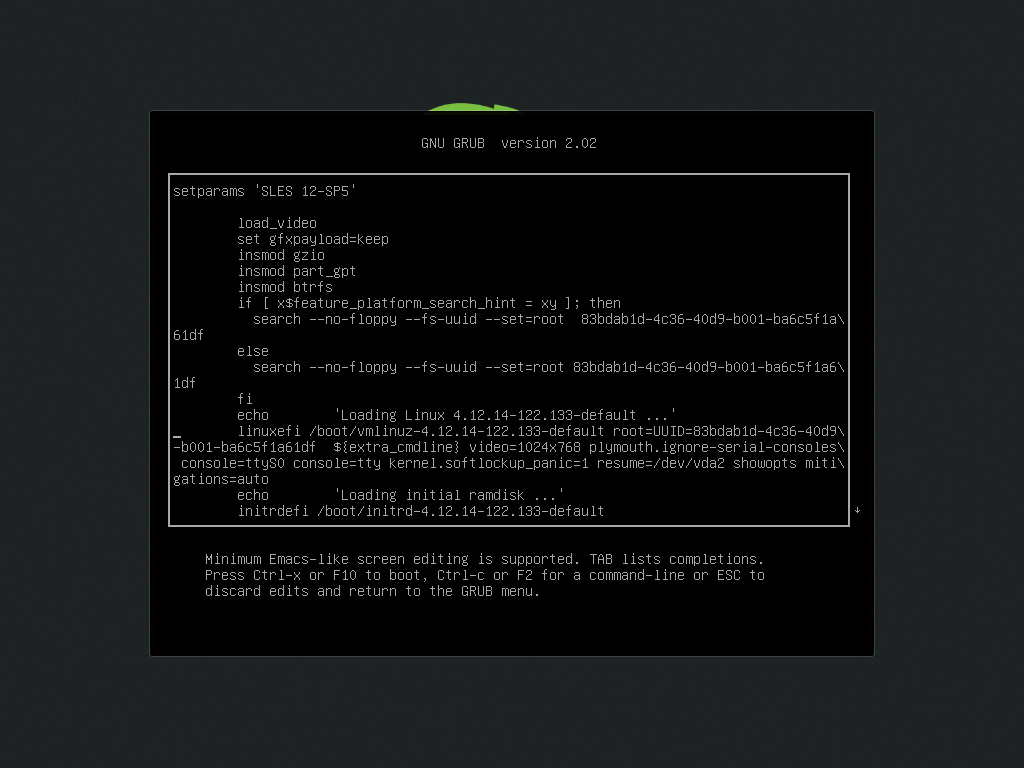 GNU GRUB  version 2.02
setparams 'SLES 12-SP5'
load_video
set gfxpayload=keep
insmod gzio
insmod part_gpt
insmod btrfs
if [ x$feature_platform_search_hint = xy ]; then
search --no-floppy --fs-uuid --set=root  83bdab1d-4c36-40d9-b001-ba6c5f1a\
61df
else
search --no-floppy --fs-uuid --set=root 83bdab1d-4c36-40d9-b001-ba6c5f1a6\
1df
fi
echo        'Loading Linux 4.12.14-122.133-default ...'
linuxefi /boot/vmlinuz-4.12.14-122.133-default root=UUID=83bdab1d-4c36-40d9\
-b001-ba6c5f1a61df  ${extra_cmdline} video=1024x768 plymouth.ignore-serial-consoles\
console=ttyS0 console=tty kernel.softlockup_panic=1 resume=/dev/vda2 showopts miti\
gations=auto
echo        'Loading initial ramdisk ...'
initrdefi /boot/initrd-4.12.14-122.133-default
Minimum Emacs-like screen editing is supported. TAB lists completions.
Press Ctrl-x or F10 to boot, Ctrl-c or F2 for a command-line or ESC to
discard edits and return to the GRUB menu.